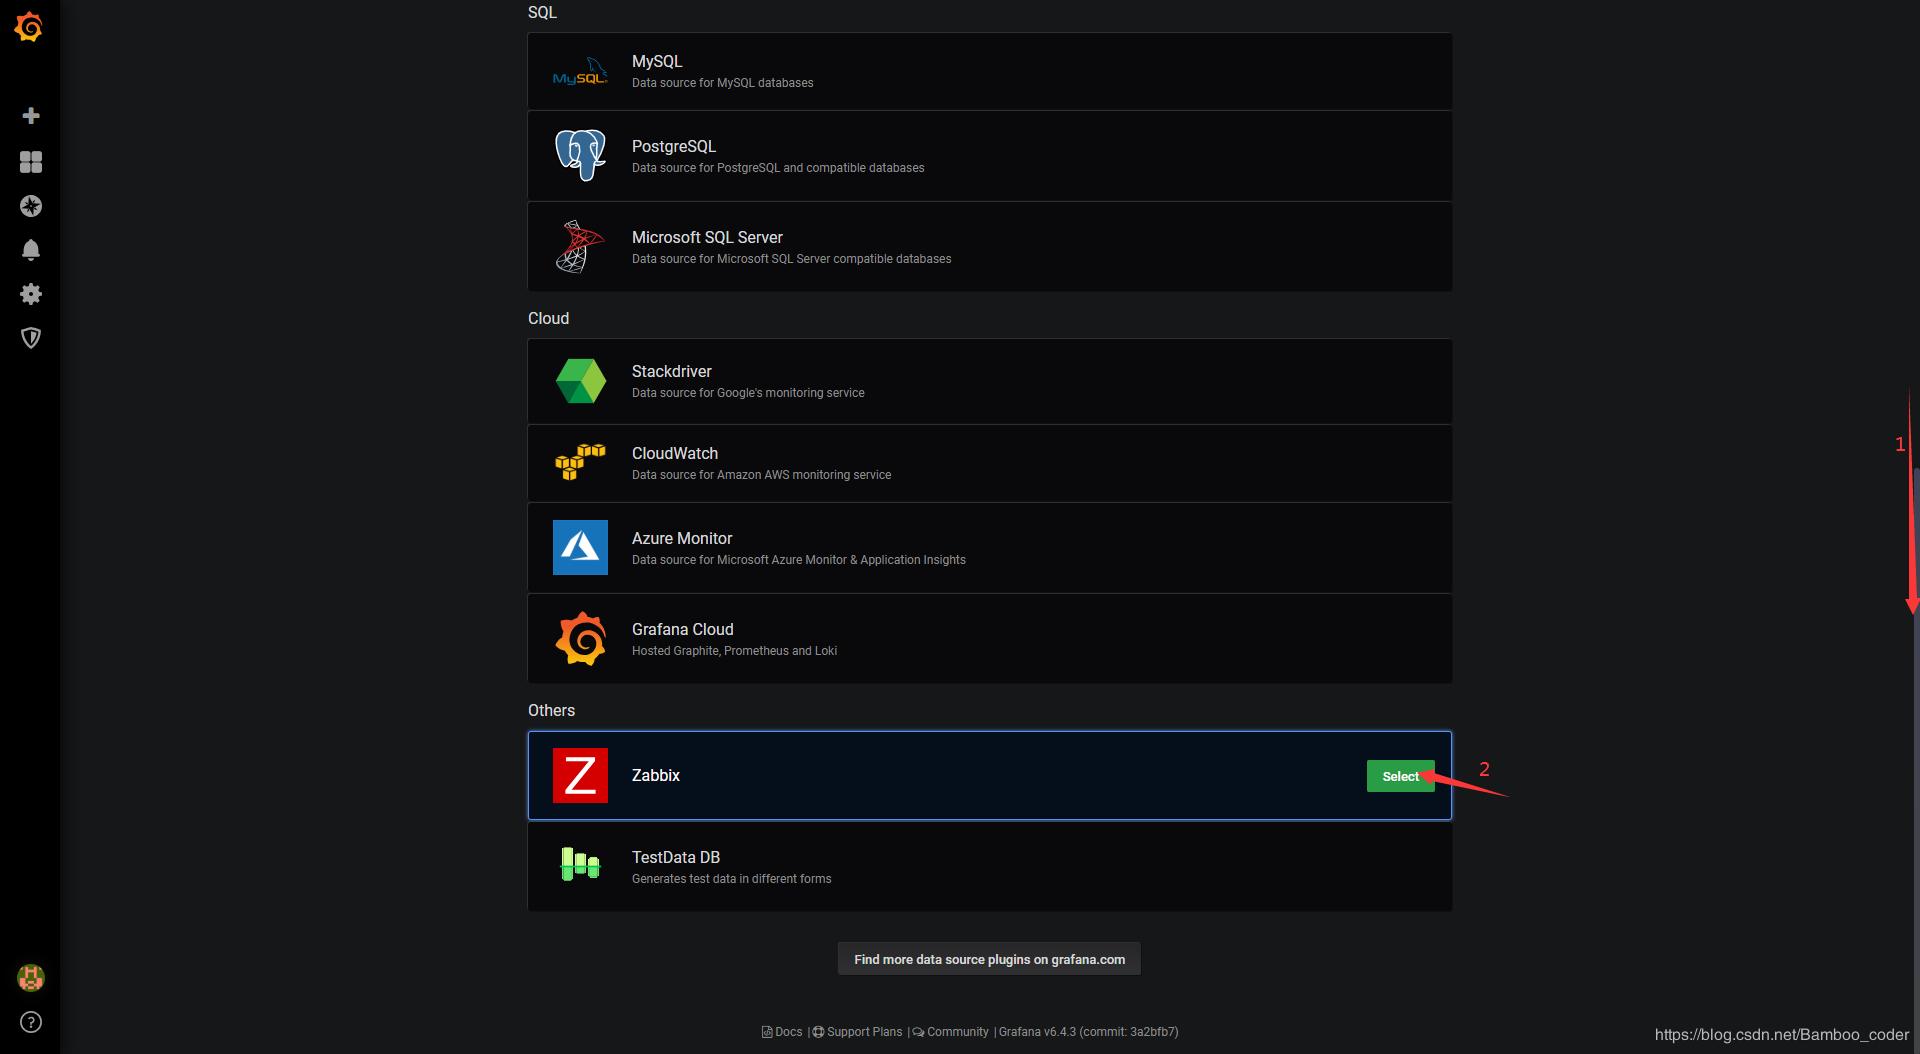 SQL
MySQL
MySQL
Data source for MySQL databases
PostgreSQL
Data source for PostgreSQL and compatible databases
Microsoft SQL Server
Data source for Microsoft SQL Server compatible databases
Cloud
Stackdriver
Data source for Google's monitoring service
1
CloudWatch
Data source for Amazon AWS monitoring service
Azure Monitor
Data source for Microsoft Azure Monitor & Application Insights
Grafana Cloud
Hosted Graphite, Prometheus and Loki
Others
Z
Zabbix
Select
2
TestData DB
Generates test data in different forms
Find more data source plugins on grafana.com
?
Docs | Support Plans | Community | Grafana v6.4.3 (commit: 3a2bfb7)
https://blog.csdn.net/Bamboo_coder